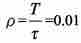 ρ = T/τ = 0.01